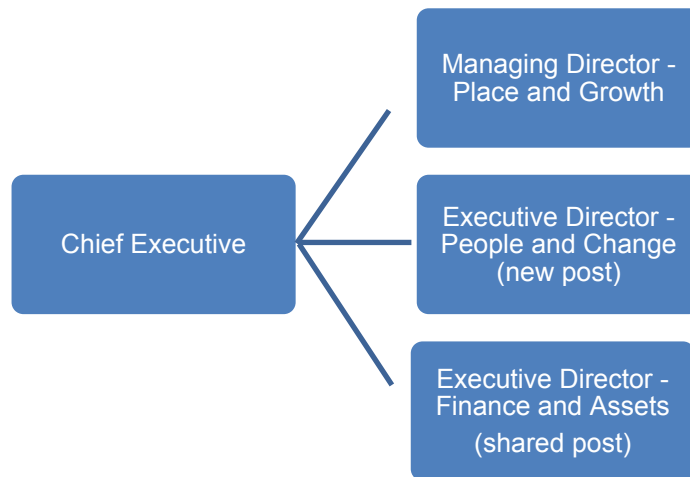 Managing Director -
Place and Growth
Chief Executive
Executive Director -
People and Change
(new post)
Executive Director -
Finance and Assets
(shared post)